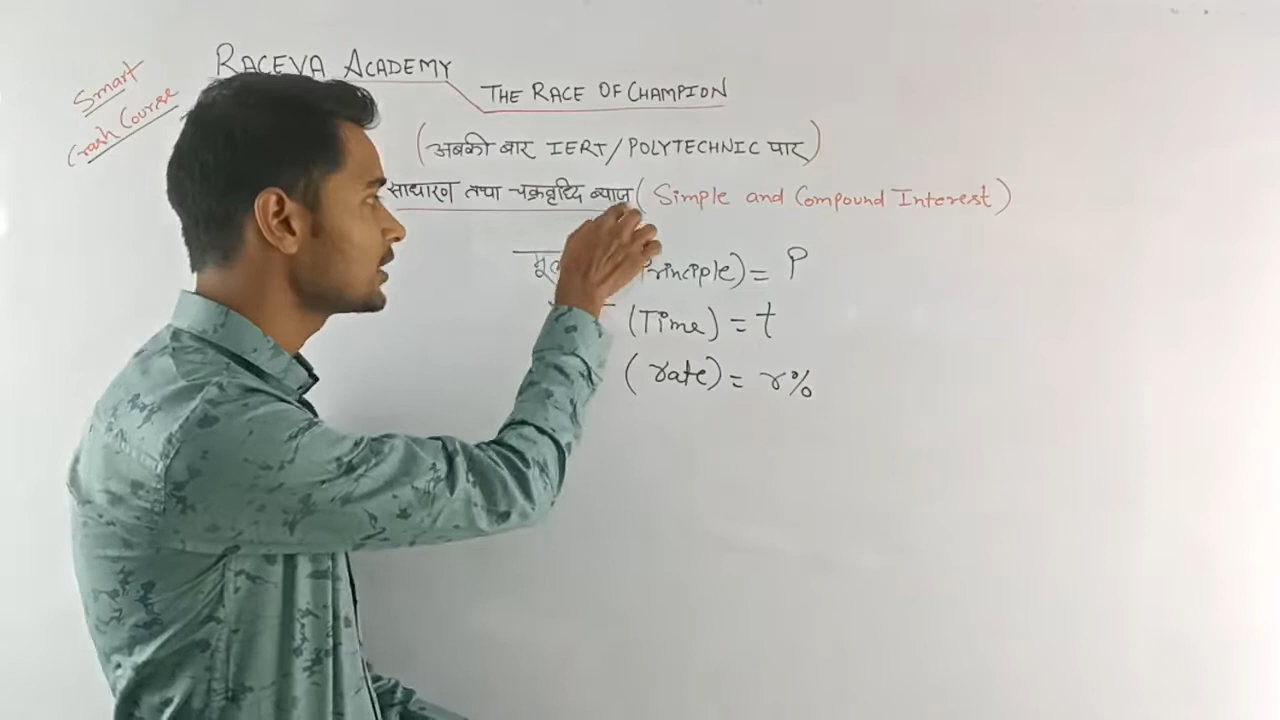 RACEVA ACADEMY
THE RACE OF CHAMPION
Smart
Crash Course
(अबकी बार IERT/POLYTECHNIC पार)
साधारण तथा चक्रवृध्दि ब्याज (Simple and Compound Interest)
Principle) = P
(Time) = t
(rate) = r%